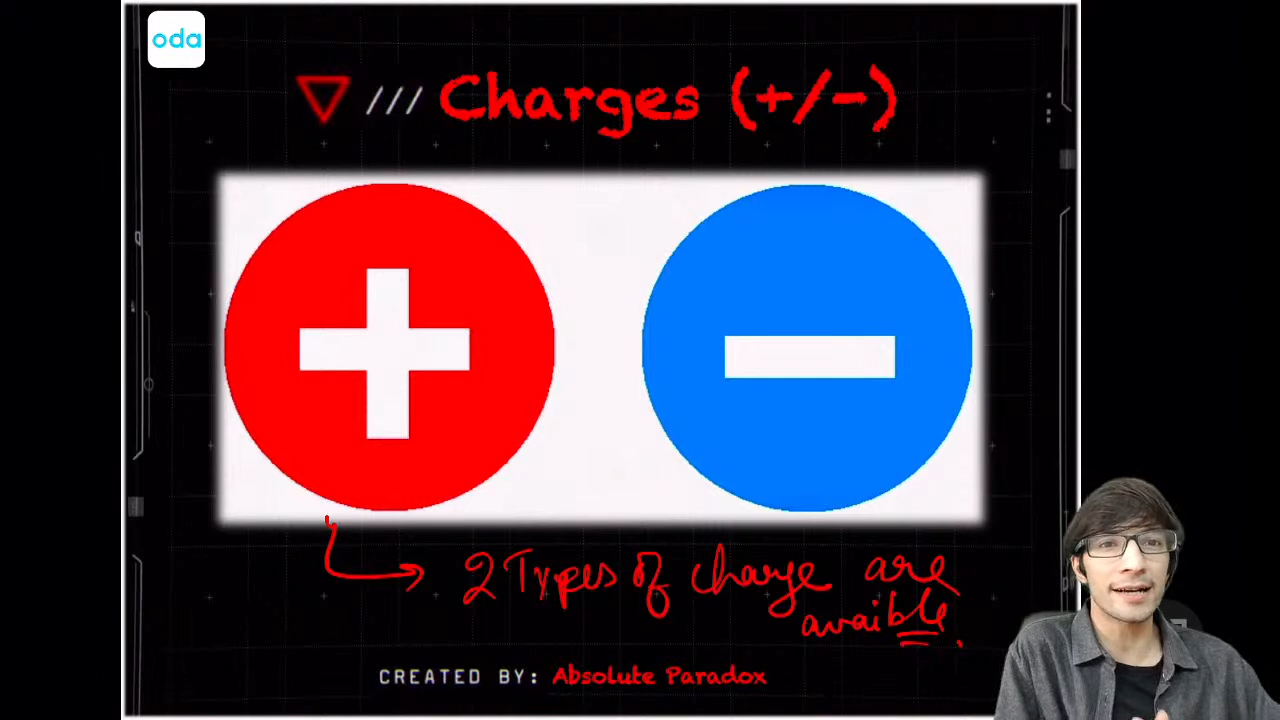 oda
/// Charges (+/-)
2 Types of charge are
avaible.
CREATED BY: Absolute Paradox